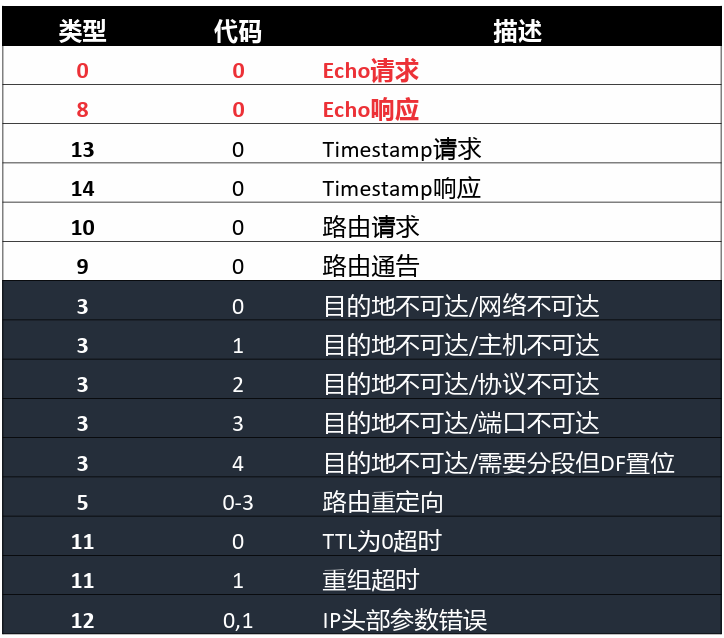 类型 代码 描述
0 0 Echo请求
8 0 Echo响应
13 0 Timestamp请求
14 0 Timestamp响应
10 0 路由请求
9 0 路由通告
3 0 目的地不可达/网络不可达
3 1 目的地不可达/主机不可达
3 2 目的地不可达/协议不可达
3 3 目的地不可达/端口不可达
3 4 目的地不可达/需要分段但DF置位
5 0-3 路由重定向
11 0 TTL为0超时
11 1 重组超时
12 0,1 IP头部参数错误